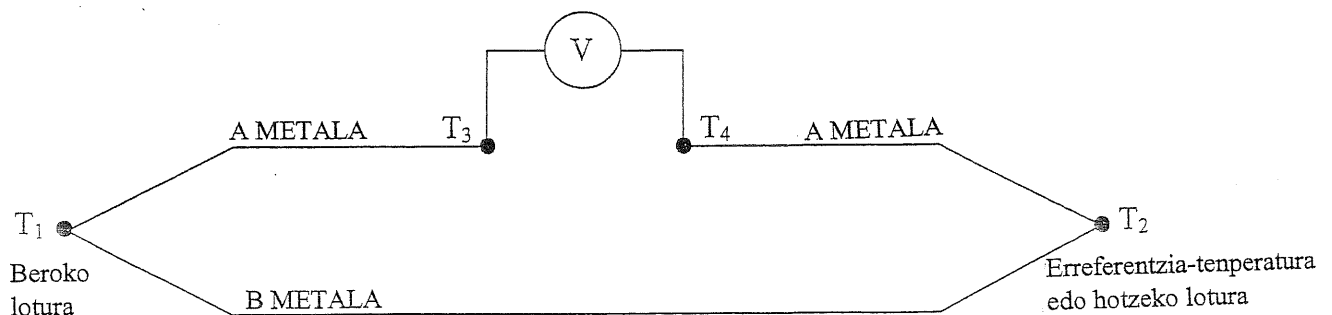 V
A METALA
T₃
T₄
A METALA
T₁
T₂
Beroko
lotura
Erreferentzia-tenperatura
edo hotzeko lotura
B METALA